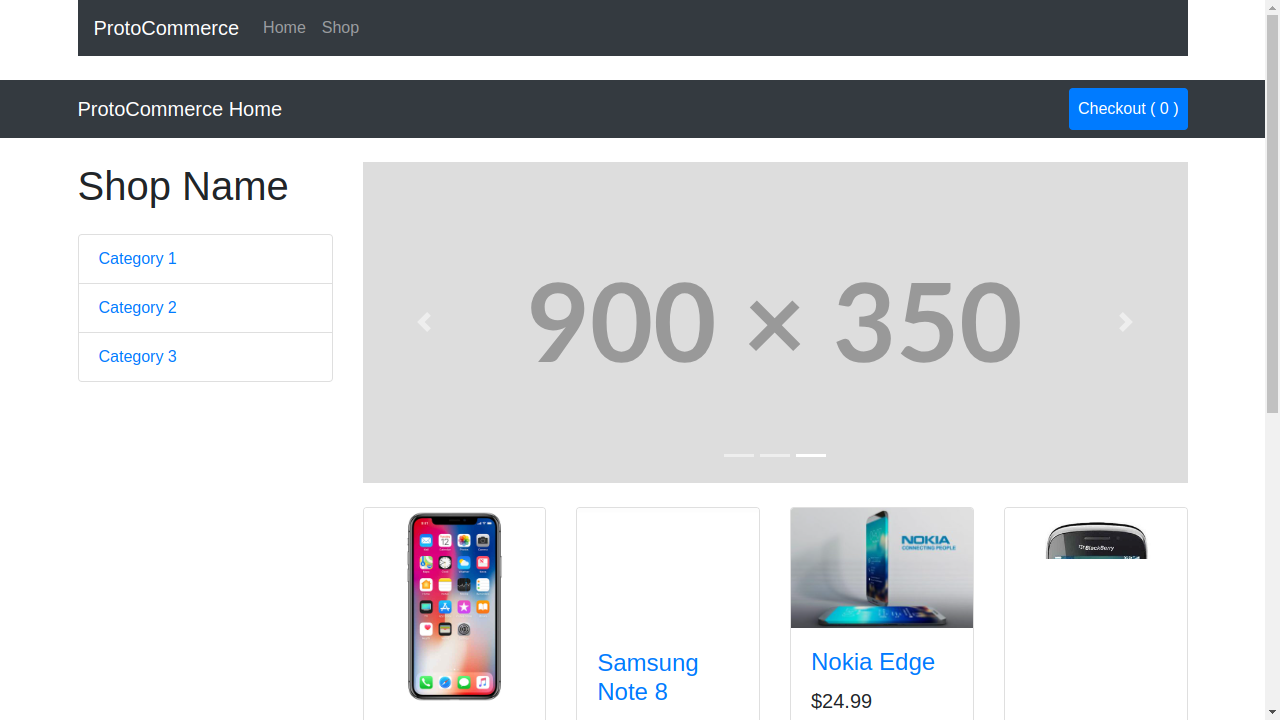 ProtoCommerce Home Shop
ProtoCommerce Home
Checkout ( 0 )
Shop Name
Category 1
Category 2
Category 3
900 × 350
NOKIA
CONNECTING PEOPLE
BlackBerry
Samsung
Note 8
Nokia Edge
$24.99